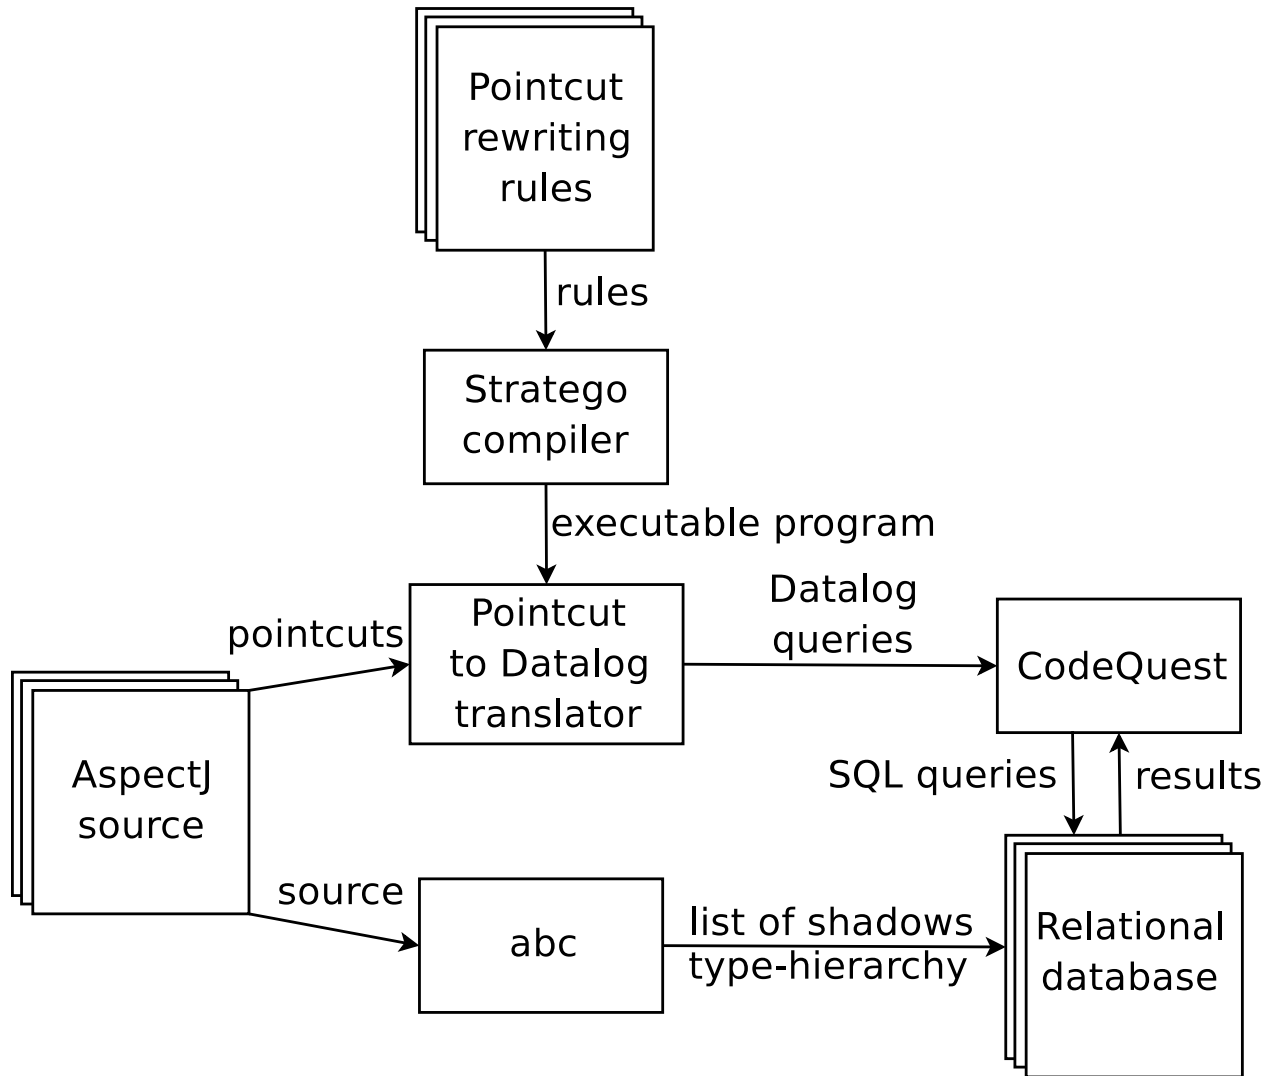 Pointcut
rewriting
rules
rules
Stratego
compiler
executable program
pointcuts
Pointcut
to Datalog
translator
Datalog
queries
CodeQuest
AspectJ
source
SQL queries
results
source
abc
list of shadows
type-hierarchy
Relational
database